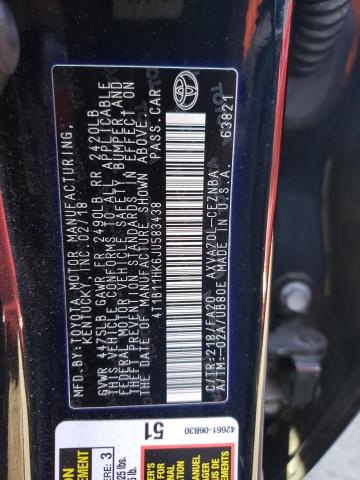 MFD.BY:TOYOTA MOTOR MANUFACTURING,
KENTUCKY, INC. 02/18
GVWR 4475LB GAWR FR 2490LB RR 2420LB
THIS VEHICLE CONFORMS TO ALL APPLICABLE
FEDERAL MOTOR VEHICLE SAFETY, BUMPER, AND
THEFT PREVENTION STANDARDS IN EFFECT ON
THE DATE OF MANUFACTURE SHOWN ABOVE.
4T1B11HK6JU583438 PASS.CAR
C/TR:218/FA20 AXVA70L-CEZNBA
A/TM:-02A/UB80E MADE IN U.S.A.
63821
TOYOTA
42661-06B30
51